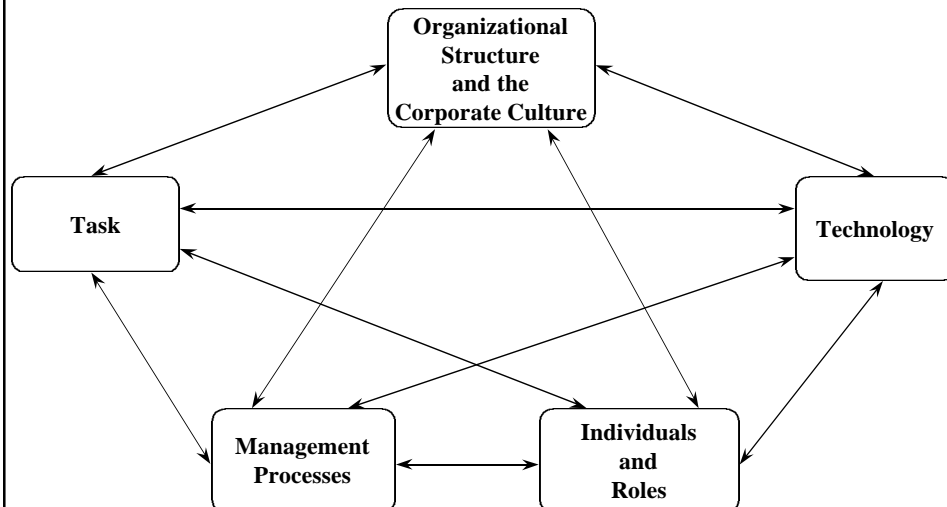 Organizational
Structure
and the
Corporate Culture
Task
Technology
Management
Processes
Individuals
and
Roles